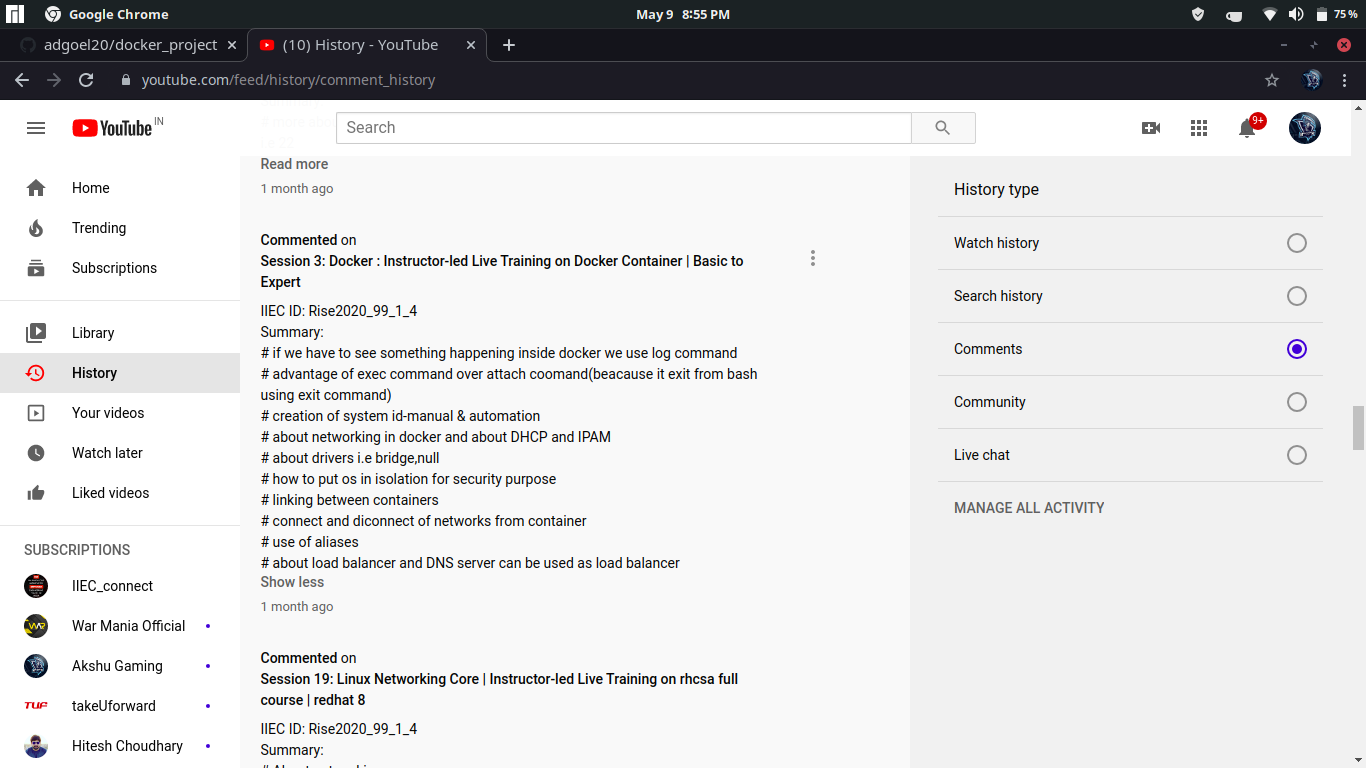 Google Chrome
May 9 8:55 PM
75 %
adgoel20/docker_project
(10) History - YouTube
youtube.com/feed/history/comment_history
YouTube IN
Search
9+
Home
Trending
Subscriptions
Library
History
Your videos
Watch later
Liked videos
SUBSCRIPTIONS
IIEC_connect
War Mania Official
Akshu Gaming
TUF
takeUforward
Hitesh Choudhary
Read more
1 month ago
Commented on
Session 3: Docker : Instructor-led Live Training on Docker Container | Basic to
Expert
IIEC ID: Rise2020_99_1_4
Summary:
# if we have to see something happening inside docker we use log command
# advantage of exec command over attach coomand(beacause it exit from bash
using exit command)
# creation of system id-manual & automation
# about networking in docker and about DHCP and IPAM
# about drivers i.e bridge,null
# how to put os in isolation for security purpose
# linking between containers
# connect and diconnect of networks from container
# use of aliases
# about load balancer and DNS server can be used as load balancer
Show less
1 month ago
Commented on
Session 19: Linux Networking Core | Instructor-led Live Training on rhcsa full
course | redhat 8
IIEC ID: Rise2020_99_1_4
Summary:
History type
Watch history
Search history
Comments
Community
Live chat
MANAGE ALL ACTIVITY